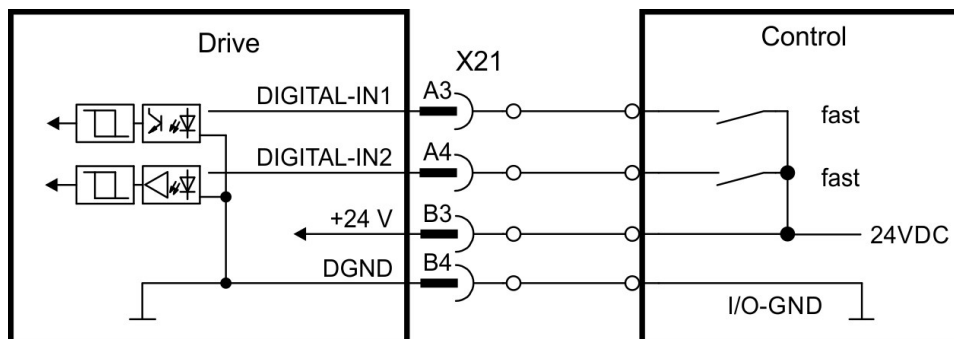 Drive
Control
X21
DIGITAL-IN1
A3
fast
DIGITAL-IN2
A4
fast
+24 V
B3
24VDC
DGND
B4
I/O-GND